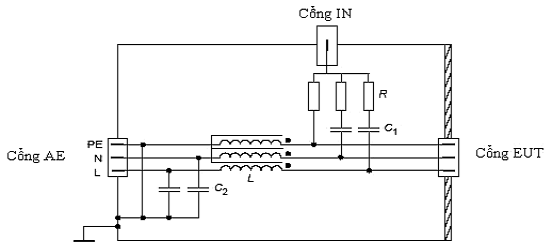 Cổng IN
R
C1
PE
N
L
Cổng AE
Cổng EUT
C2
L